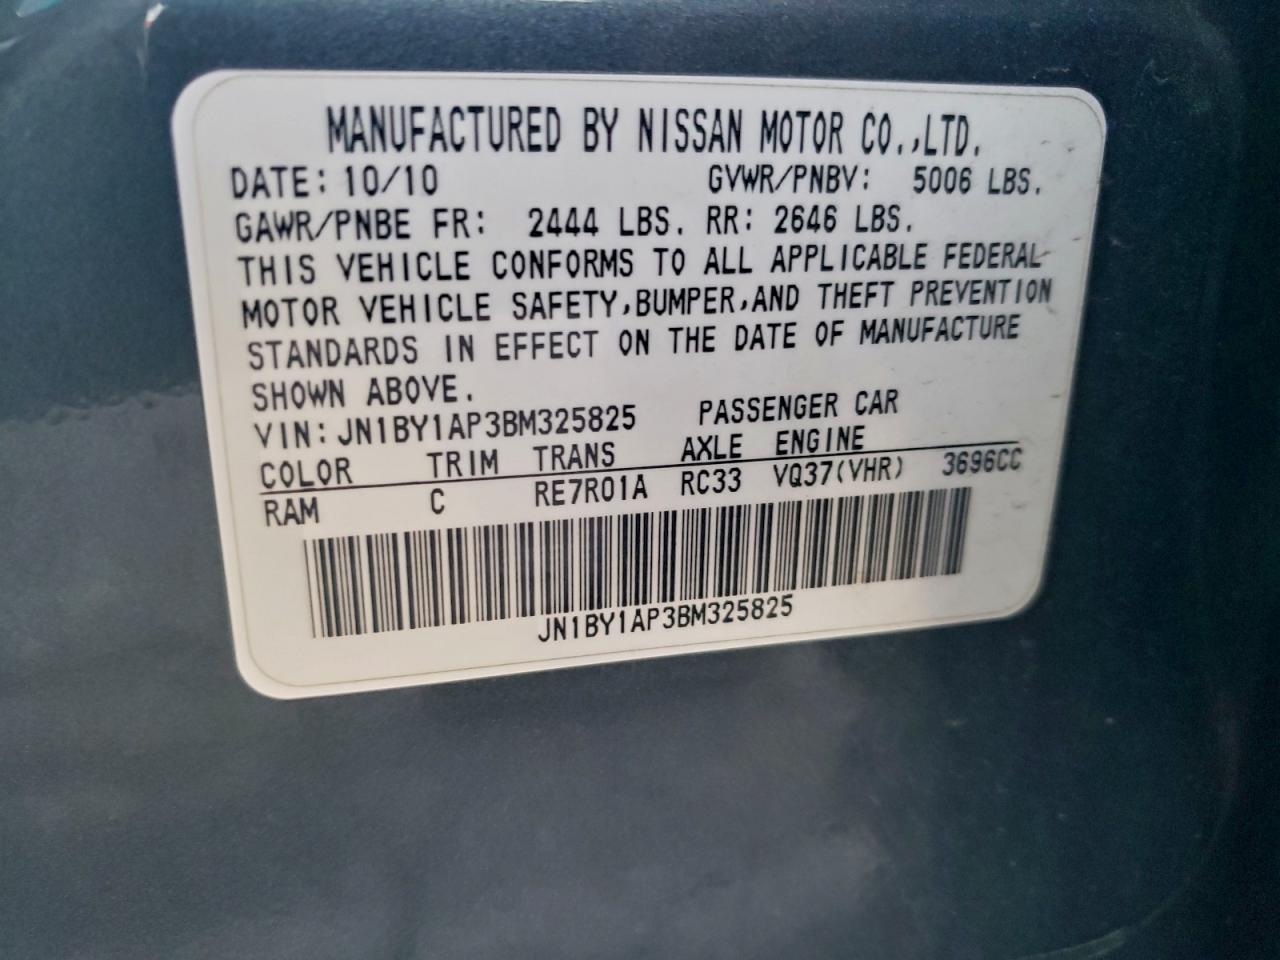 MANUFACTURED BY NISSAN MOTOR CO.,LTD.
DATE: 10/10 GVWR/PNBV: 5006 LBS.
GAWR/PNBE FR: 2444 LBS. RR: 2646 LBS.
THIS VEHICLE CONFORMS TO ALL APPLICABLE FEDERAL
MOTOR VEHICLE SAFETY,BUMPER,AND THEFT PREVENTION
STANDARDS IN EFFECT ON THE DATE OF MANUFACTURE
SHOWN ABOVE.
VIN: JN1BY1AP3BM325825 PASSENGER CAR
COLOR TRIM TRANS AXLE ENGINE
RAM C RE7R01A RC33 VQ37(VHR) 3696CC
JN1BY1AP3BM325825